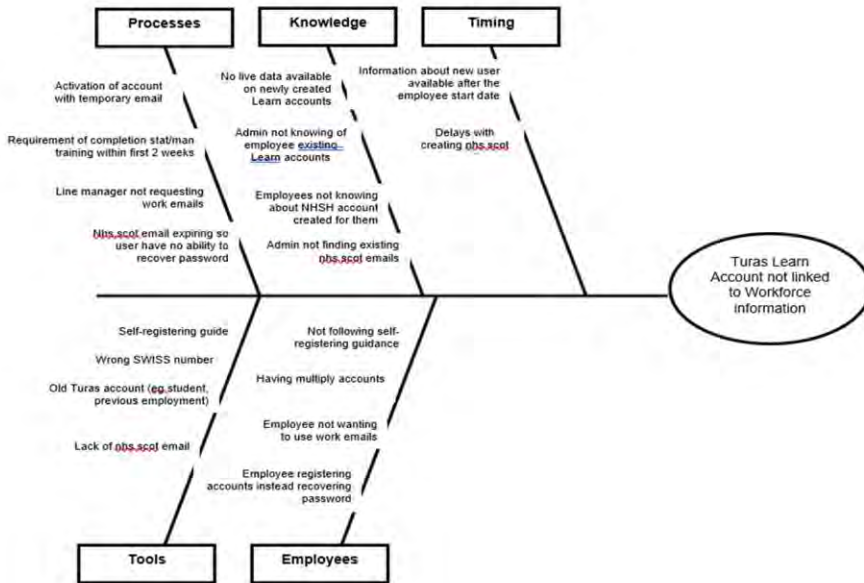 Processes
Knowledge
Timing
Activation of account
with temporary email
Requirement of completion stat/man
training within first 2 weeks
Line manager not requesting
work emails
Nhs.scot email expiring so
user have no ability to
recover password
No live data available
on newly created
Learn accounts
Admin not knowing of
employee existing
Learn accounts
Employees not knowing
about NHSH account
created for them
Admin not finding existing
nhs.scot emails
Information about new user
available after the
employee start date
Delays with
creating nhs.scot
Turas Learn
Account not linked
to Workforce
information
Self-registering guide
Wrong SWISS number
Old Turas account (eg.student,
previous employment)
Lack of nhs.scot email
Not following self-
registering guidance
Having multiply accounts
Employee not wanting
to use work emails
Employee registering
accounts instead recovering
password
Tools
Employees